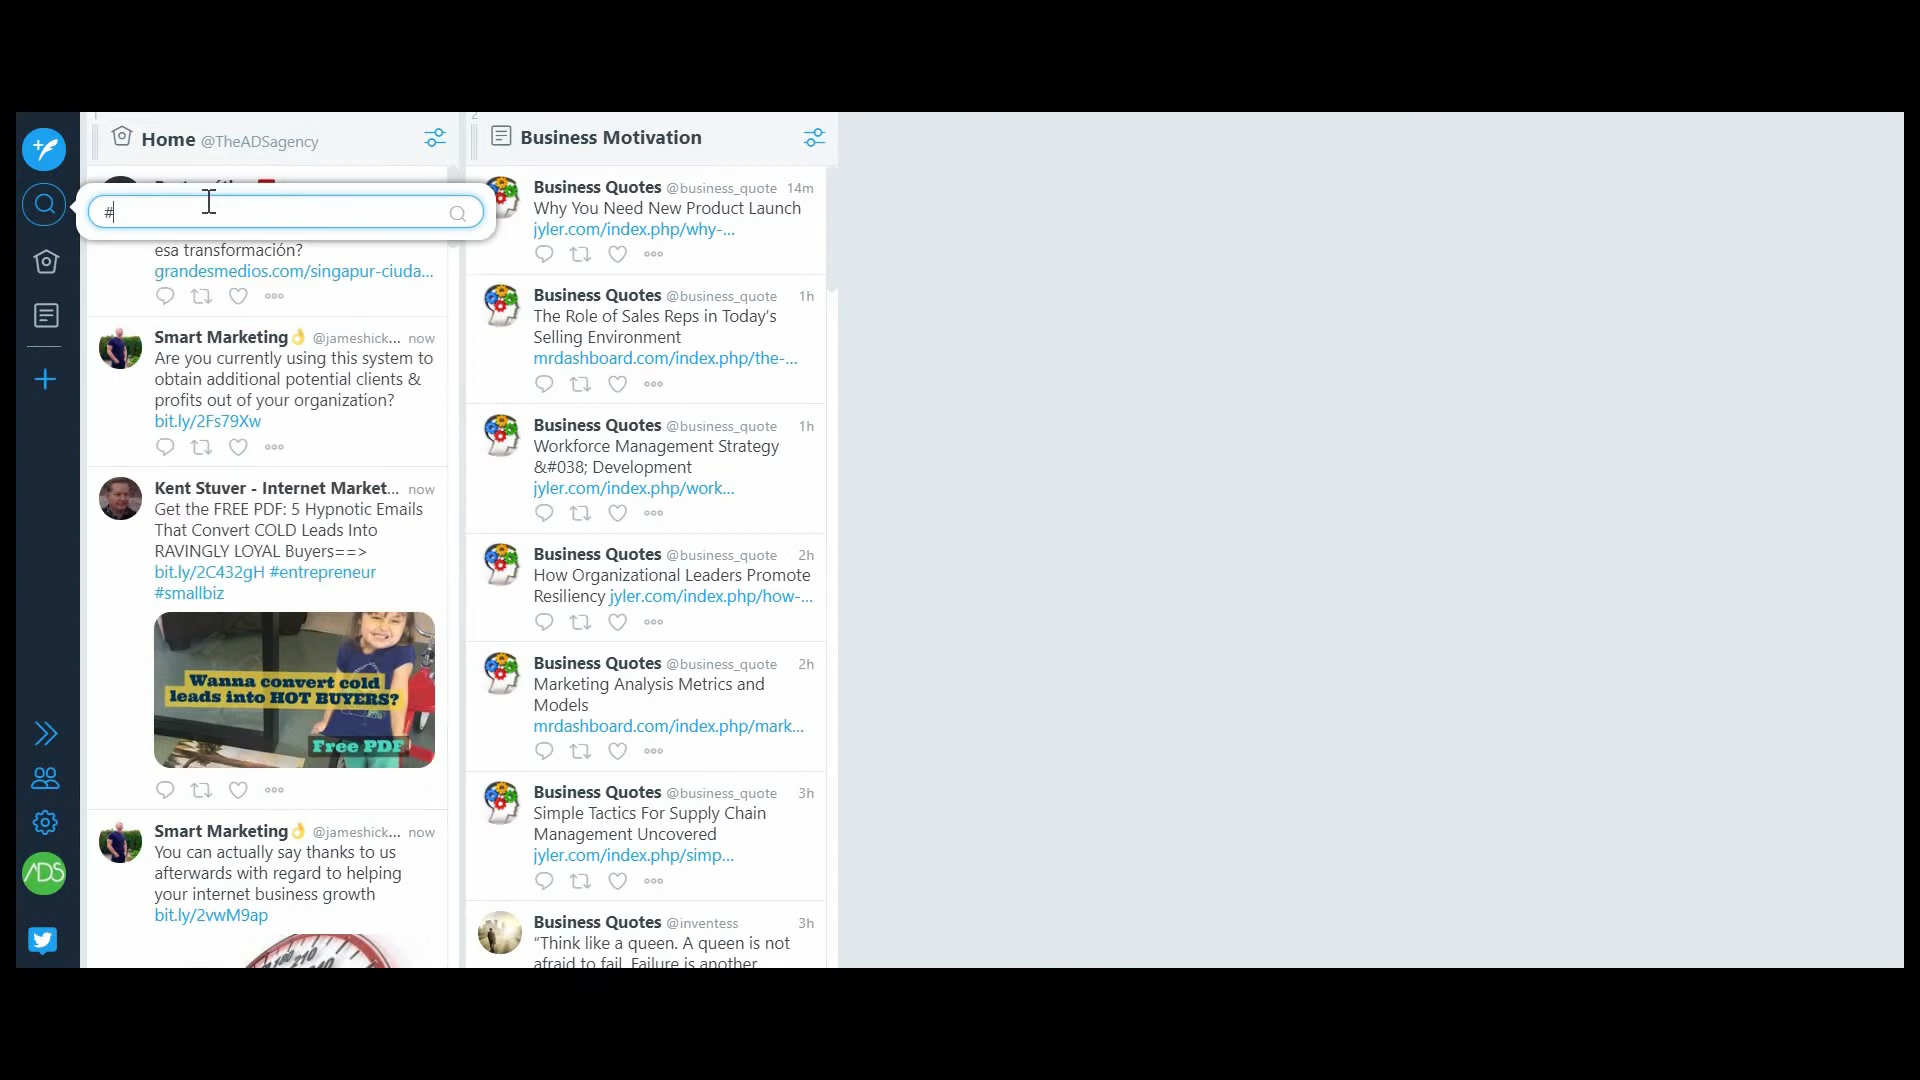 1
Home @TheADSagency
#
esa transformación?
grandesmedios.com/singapur-ciuda...
Smart Marketing👌 @jameshick... now
Are you currently using this system to
obtain additional potential clients &
profits out of your organization?
bit.ly/2Fs79Xw
Kent Stuver - Internet Market... now
Get the FREE PDF: 5 Hypnotic Emails
That Convert COLD Leads Into
RAVINGLY LOYAL Buyers==>
bit.ly/2C432gH #entrepreneur
#smallbiz
Wanna convert cold
leads into HOT BUYERS?
Free PDF
Smart Marketing👌 @jameshick... now
You can actually say thanks to us
afterwards with regard to helping
your internet business growth
bit.ly/2vwM9ap
2
Business Motivation
Business Quotes @business_quote 14m
Why You Need New Product Launch
jyler.com/index.php/why-...
Business Quotes @business_quote 1h
The Role of Sales Reps in Today's
Selling Environment
mrdashboard.com/index.php/the-...
Business Quotes @business_quote 1h
Workforce Management Strategy
&#038; Development
jyler.com/index.php/work...
Business Quotes @business_quote 2h
How Organizational Leaders Promote
Resiliency jyler.com/index.php/how-...
Business Quotes @business_quote 2h
Marketing Analysis Metrics and
Models
mrdashboard.com/index.php/mark...
Business Quotes @business_quote 3h
Simple Tactics For Supply Chain
Management Uncovered
jyler.com/index.php/simp...
Business Quotes @inventess 3h
“Think like a queen. A queen is not
afraid to fail. Failure is another
ADS